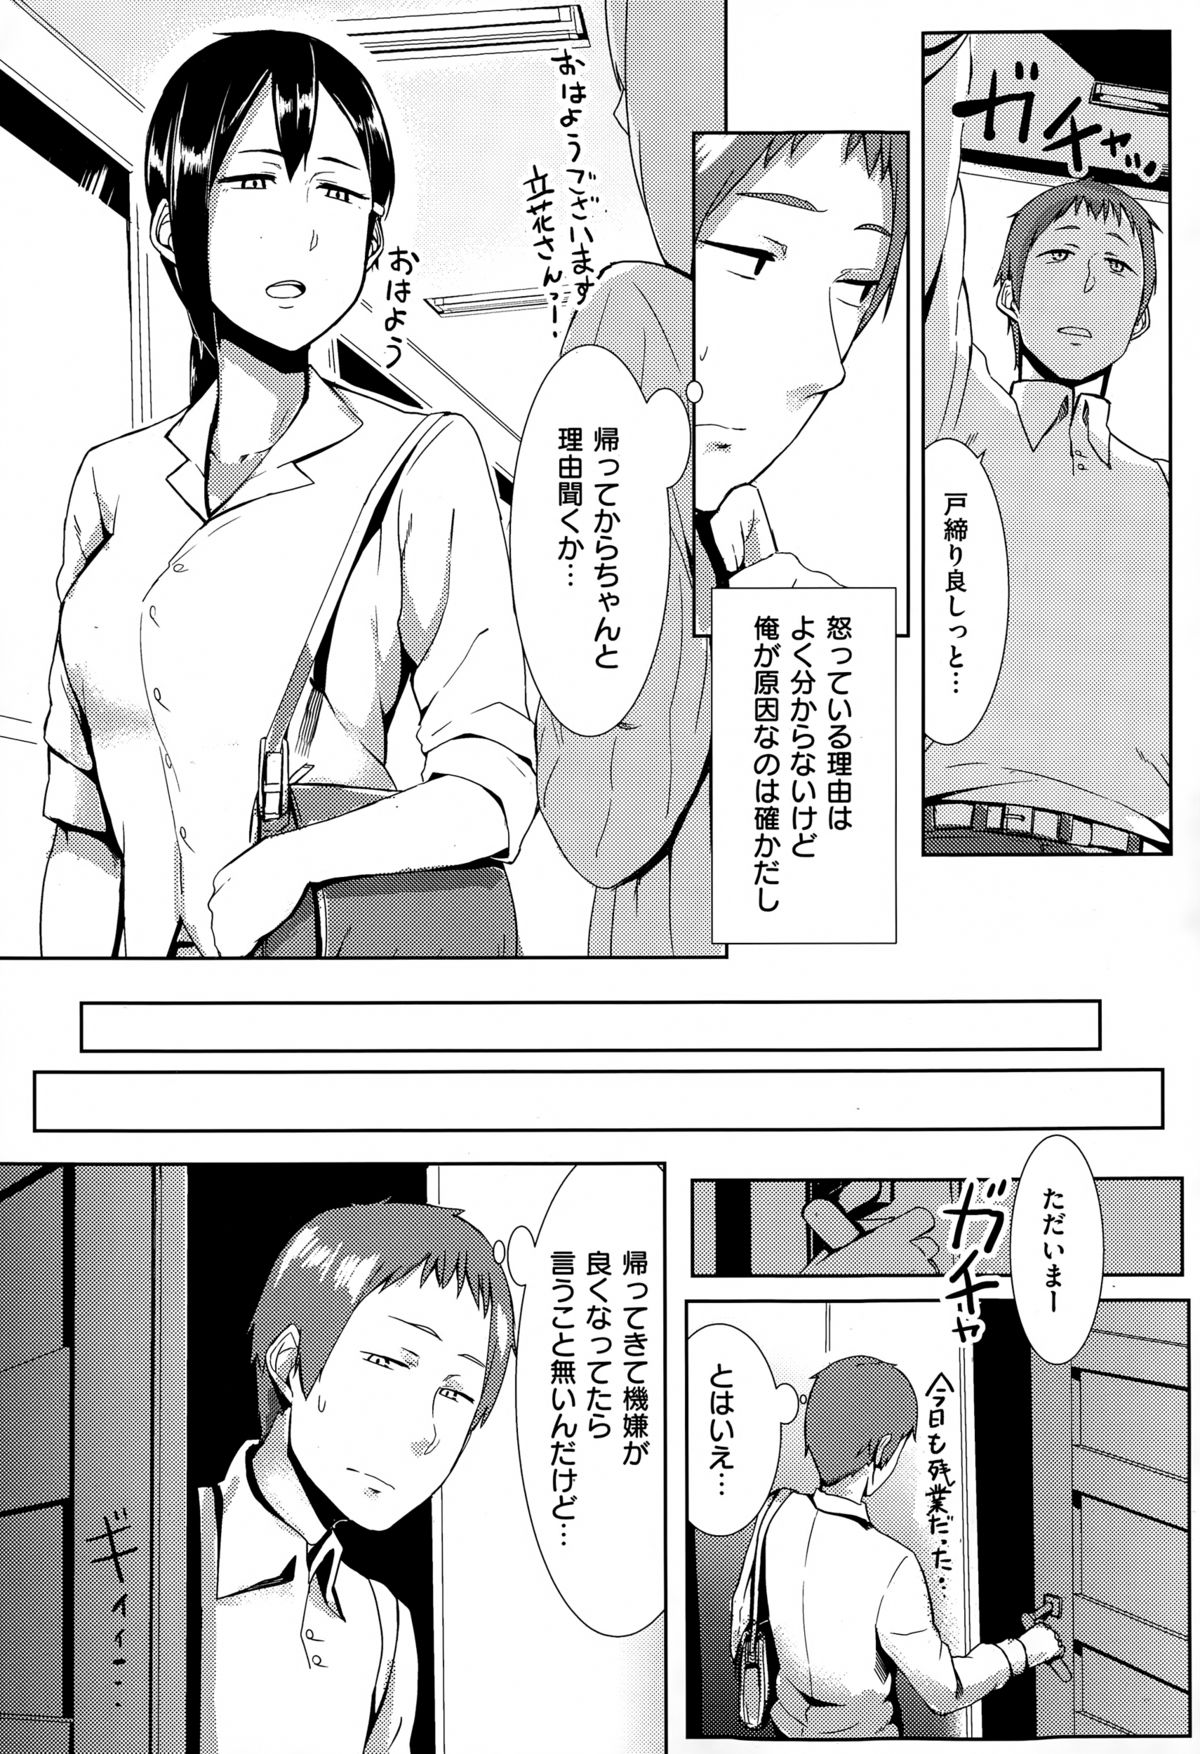 ガチャッ
戸締り良しっと…
怒っている理由は
よく分からないけど
俺が原因なのは確かだし
帰ってからちゃんと
理由聞くか…
おはようございます
立花さんっー
おはよう
ただいまー
ガチャ
今日も残業だった…
とはいえ…
帰ってきて機嫌が
良くなってたら
言うこと無いんだけど…
ギィィィ…